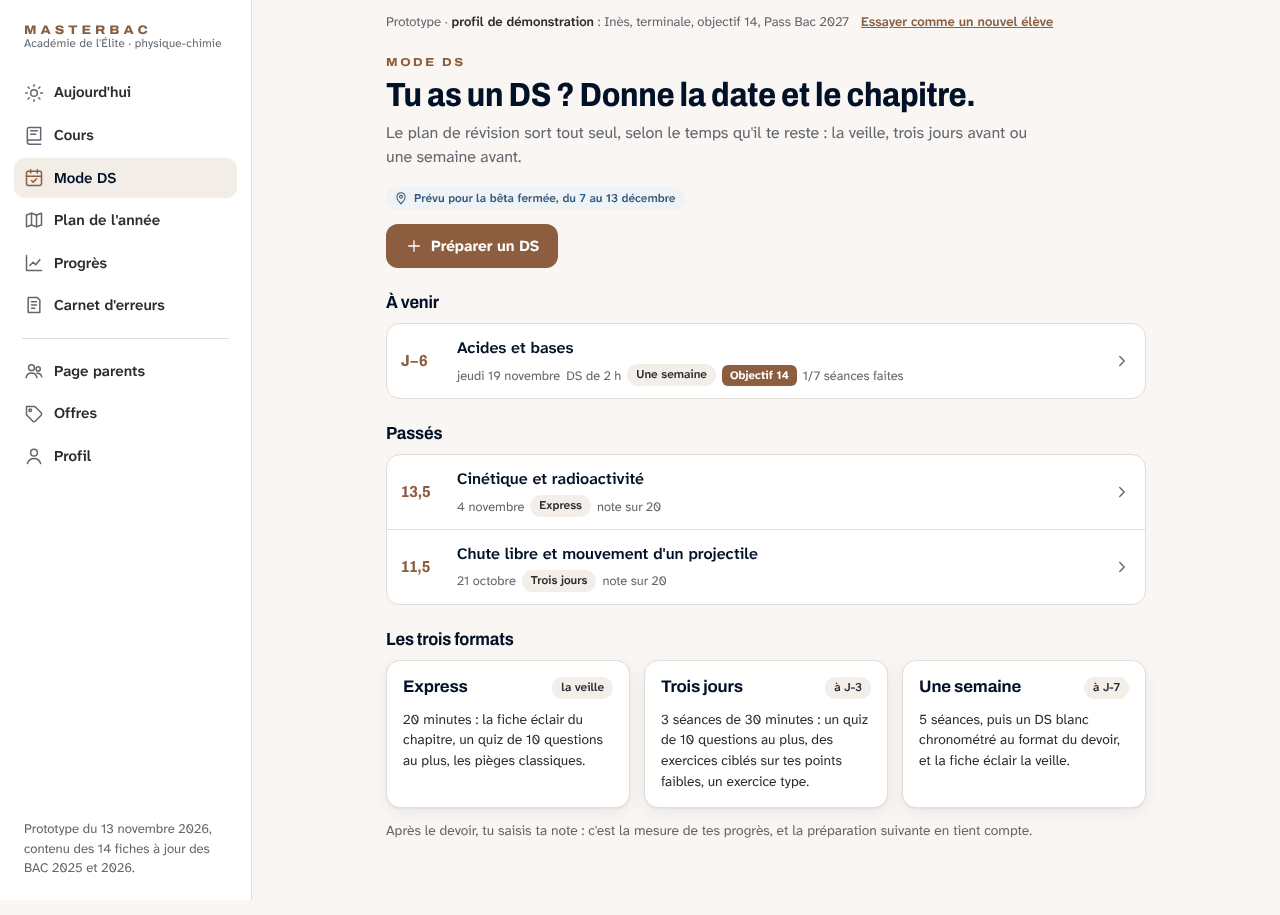 MASTERBAC
Académie de l'Élite · physique-chimie
Aujourd'hui
Cours
Mode DS
Plan de l'année
Progrès
Carnet d'erreurs
Page parents
Offres
Profil
Prototype du 13 novembre 2026,
contenu des 14 fiches à jour des
BAC 2025 et 2026.
Prototype · profil de démonstration : Inès, terminale, objectif 14, Pass Bac 2027 Essayer comme un nouvel élève
MODE DS
Tu as un DS ? Donne la date et le chapitre.
Le plan de révision sort tout seul, selon le temps qu'il te reste : la veille, trois jours avant ou
une semaine avant.
Prévu pour la bêta fermée, du 7 au 13 décembre
Préparer un DS
À venir
J−6
Acides et bases
jeudi 19 novembre DS de 2 h Une semaine Objectif 14 1/7 séances faites
Passés
13,5
Cinétique et radioactivité
4 novembre Express note sur 20
11,5
Chute libre et mouvement d'un projectile
21 octobre Trois jours note sur 20
Les trois formats
Express la veille
20 minutes : la fiche éclair du
chapitre, un quiz de 10 questions
au plus, les pièges classiques.
Trois jours à J-3
3 séances de 30 minutes : un quiz
de 10 questions au plus, des
exercices ciblés sur tes points
faibles, un exercice type.
Une semaine à J-7
5 séances, puis un DS blanc
chronométré au format du devoir,
et la fiche éclair la veille.
Après le devoir, tu saisis ta note : c'est la mesure de tes progrès, et la préparation suivante en tient compte.